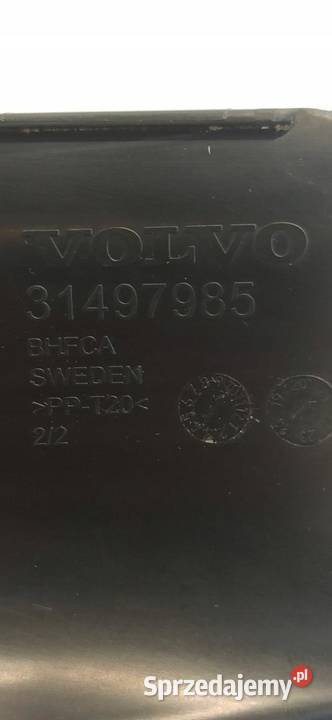 VOLVO
31497985
BHFCA
SWEDEN
>PP-T20<
2/2
Sprzedajemy.pl